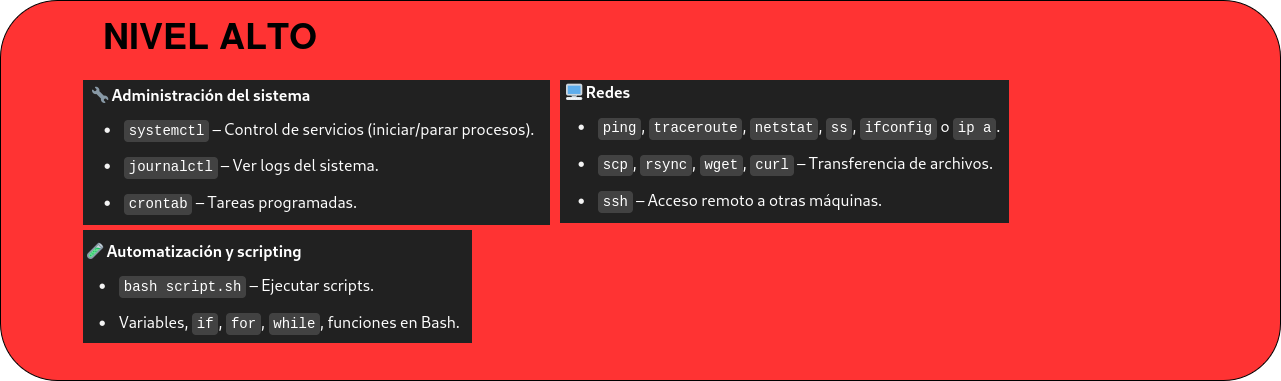 NIVEL ALTO
🔧 Administración del sistema
• systemctl – Control de servicios (iniciar/parar procesos).
• journalctl – Ver logs del sistema.
• crontab – Tareas programadas.
🖥️ Redes
• ping, traceroute, netstat, ss, ifconfig o ip a.
• scp, rsync, wget, curl – Transferencia de archivos.
• ssh – Acceso remoto a otras máquinas.
🧪 Automatización y scripting
• bash script.sh – Ejecutar scripts.
• Variables, if, for, while, funciones en Bash.